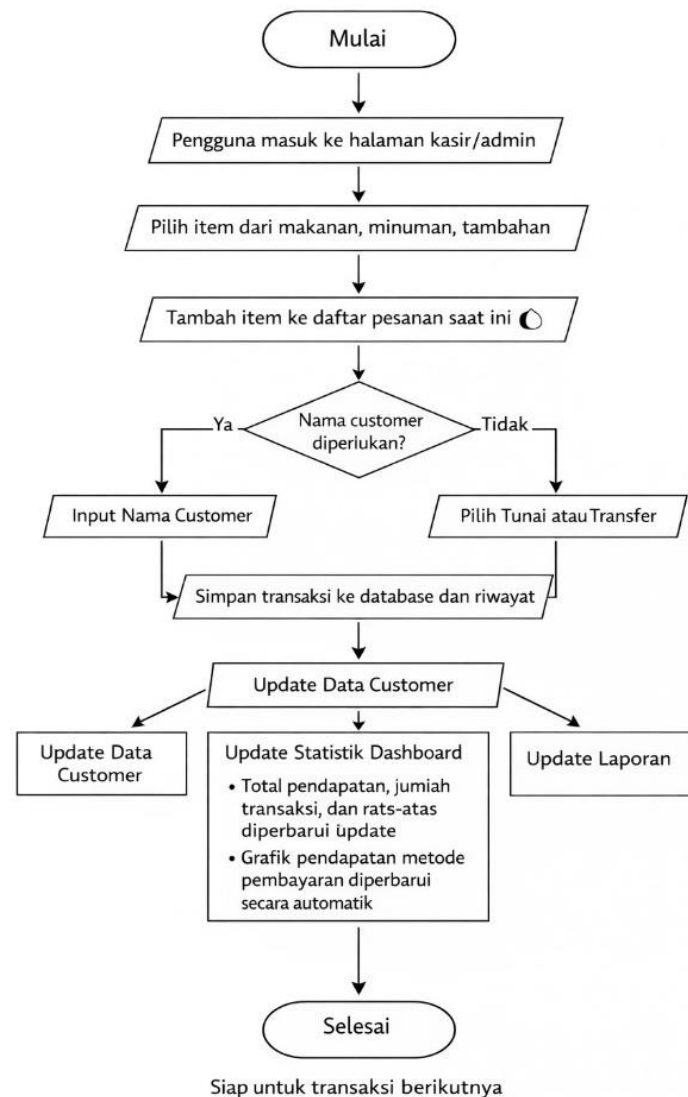 Mulai
Pengguna masuk ke halaman kasir/admin
Pilih item dari makanan, minuman, tambahan
Tambah item ke daftar pesanan saat ini
Nama customer
diperiukan?
Ya
Tidak
Input Nama Customer
Pilih Tunai atau Transfer
Simpan transaksi ke database dan riwayat
Update Data Customer
Update Data
Customer
Update Statistik Dashboard
• Total pendapatan, jumiah
transaksi, dan rats-atas
diperbarui update
• Grafik pendapatan metode
pembayaran diperbarui
secara automatik
Update Laporan
Selesai
Siap untuk transaksi berikutnya